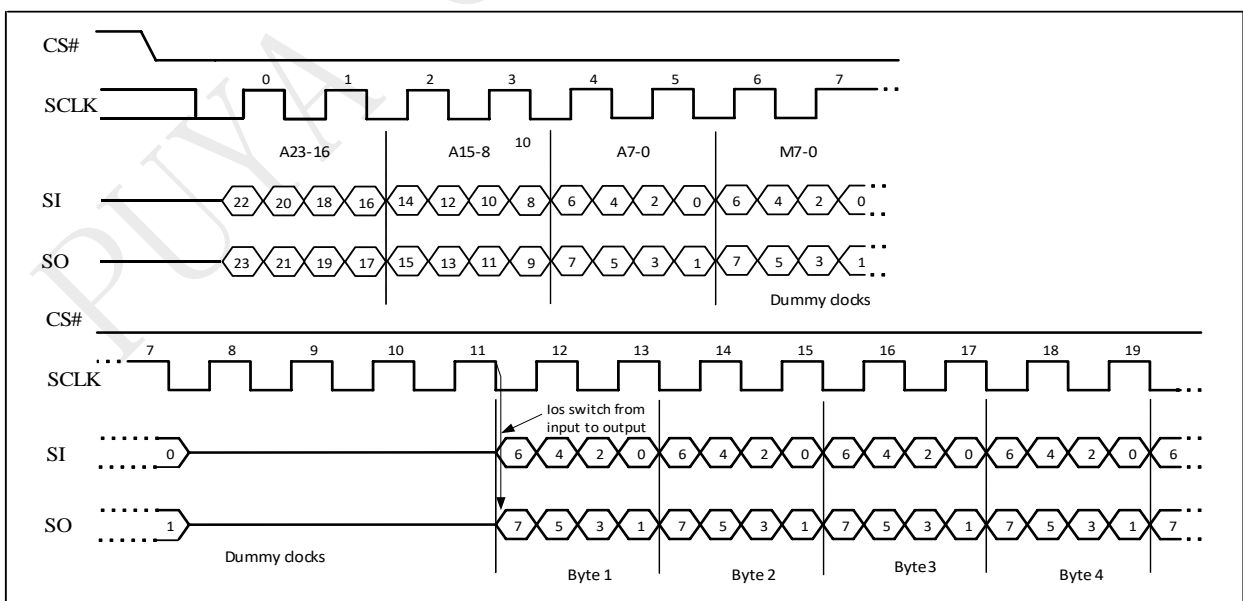 PUYA
CS#
SCLK
0 1 2 3 4 5 6 7
A23-16 A15-8 10 A7-0 M7-0
SI 22 20 18 16 14 12 10 8 6 4 2 0 6 4 2 0
SO 23 21 19 17 15 13 11 9 7 5 3 1 7 5 3 1
Dummy clocks
CS#
7 8 9 10 11 12 13 14 15 16 17 18 19
SCLK
Ios switch from
input to output
SI 0 6 4 2 0 6 4 2 0 6 4 2 0 6 4 2 0 6
SO 1 7 5 3 1 7 5 3 1 7 5 3 1 7 5 3 1 7
Dummy clocks
Byte 1 Byte 2 Byte 3 Byte 4